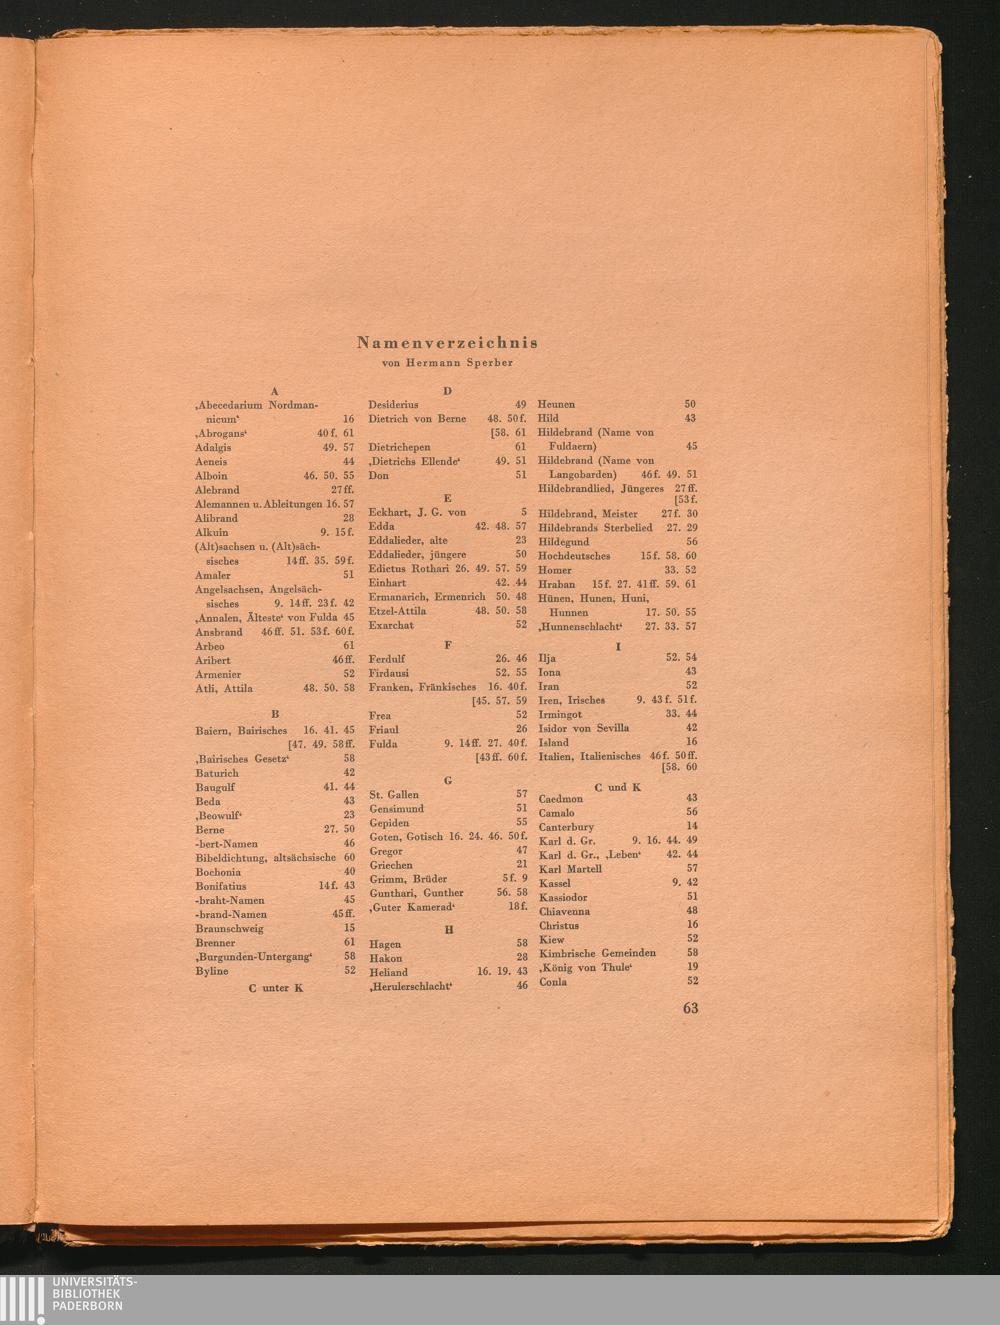 Namenverzeichnis
von Hermann Sperber
A
‚Abecedarium Nordman-
nicum‘ 16
‚Abrogans‘ 40f. 61
Adalgis 49. 57
Aeneis 44
Alboin 46. 50. 55
Alebrand 27ff.
Alemannen u. Ableitungen 16. 57
Alibrand 28
Alkuin 9. 15f.
(Alt)sachsen u. (Alt)säch-
sisches 14ff. 35. 59f.
Amaler 51
Angelsachsen, Angelsäch-
sisches 9. 14ff. 23f. 42
‚Annalen, Älteste‘ von Fulda 45
Ansbrand 46ff. 51. 53f. 60f.
Arbeo 61
Aribert 46ff.
Armenier 52
Atli, Attila 48. 50. 58
B
Baiern, Bairisches 16. 41. 45
[47. 49. 58ff.
‚Bairisches Gesetz‘ 58
Baturich 42
Baugulf 41. 44
Beda 43
‚Beowulf‘ 23
Berne 27. 50
-bert-Namen 46
Bibeldichtung, altsächsische 60
Bochonia 40
Bonifatius 14f. 43
-braht-Namen 45
-brand-Namen 45ff.
Braunschweig 15
Brenner 61
‚Burgunden-Untergang‘ 58
Byline 52
C unter K
D
Desiderius 49
Dietrich von Berne 48. 50f.
[58. 61
Dietrichepen 61
‚Dietrichs Ellende‘ 49. 51
Don 51
E
Eckhart, J. G. von 5
Edda 42. 48. 57
Eddalieder, alte 23
Eddalieder, jüngere 50
Edictus Rothari 26. 49. 57. 59
Einhart 42. 44
Ermanarich, Ermenrich 50. 48
Etzel-Attila 48. 50. 58
Exarchat 52
F
Ferdulf 26. 46
Firdausi 52. 55
Franken, Fränkisches 16. 40f.
[45. 57. 59
Frea 52
Friaul 26
Fulda 9. 14ff. 27. 40f.
[43ff. 60f.
G
St. Gallen 57
Gensimund 51
Gepiden 55
Goten, Gotisch 16. 24. 46. 50f.
Gregor 47
Griechen 21
Grimm, Brüder 5f. 9
Gunthari, Gunther 56. 58
‚Guter Kamerad‘ 18f.
H
Hagen 58
Hakon 28
Heliand 16. 19. 43
‚Herulerschlacht‘ 46
Heunen 50
Hild 43
Hildebrand (Name von
Fuldaern) 45
Hildebrand (Name von
Langobarden) 46f. 49. 51
Hildebrandlied, Jüngeres 27ff.
[53f.
Hildebrand, Meister 27f. 30
Hildebrands Sterbelied 27. 29
Hildegund 56
Hochdeutsches 15f. 58. 60
Homer 33. 52
Hraban 15f. 27. 41ff. 59. 61
Hünen, Hunen, Huni,
Hunnen 17. 50. 55
‚Hunnenschlacht‘ 27. 33. 57
I
Ilja 52. 54
Iona 43
Iran 52
Iren, Irisches 9. 43f. 51f.
Irmingot 33. 44
Isidor von Sevilla 42
Island 16
Italien, Italienisches 46f. 50ff.
[58. 60
C und K
Caedmon 43
Camalo 56
Canterbury 14
Karl d. Gr. 9. 16. 44. 49
Karl d. Gr., ‚Leben‘ 42. 44
Karl Martell 57
Kassel 9. 42
Kassiodor 51
Chiavenna 48
Christus 16
Kiew 52
Kimbrische Gemeinden 58
‚König von Thule‘ 19
Conla 52
63
UNIVERSITÄTS-
BIBLIOTHEK
PADERBORN